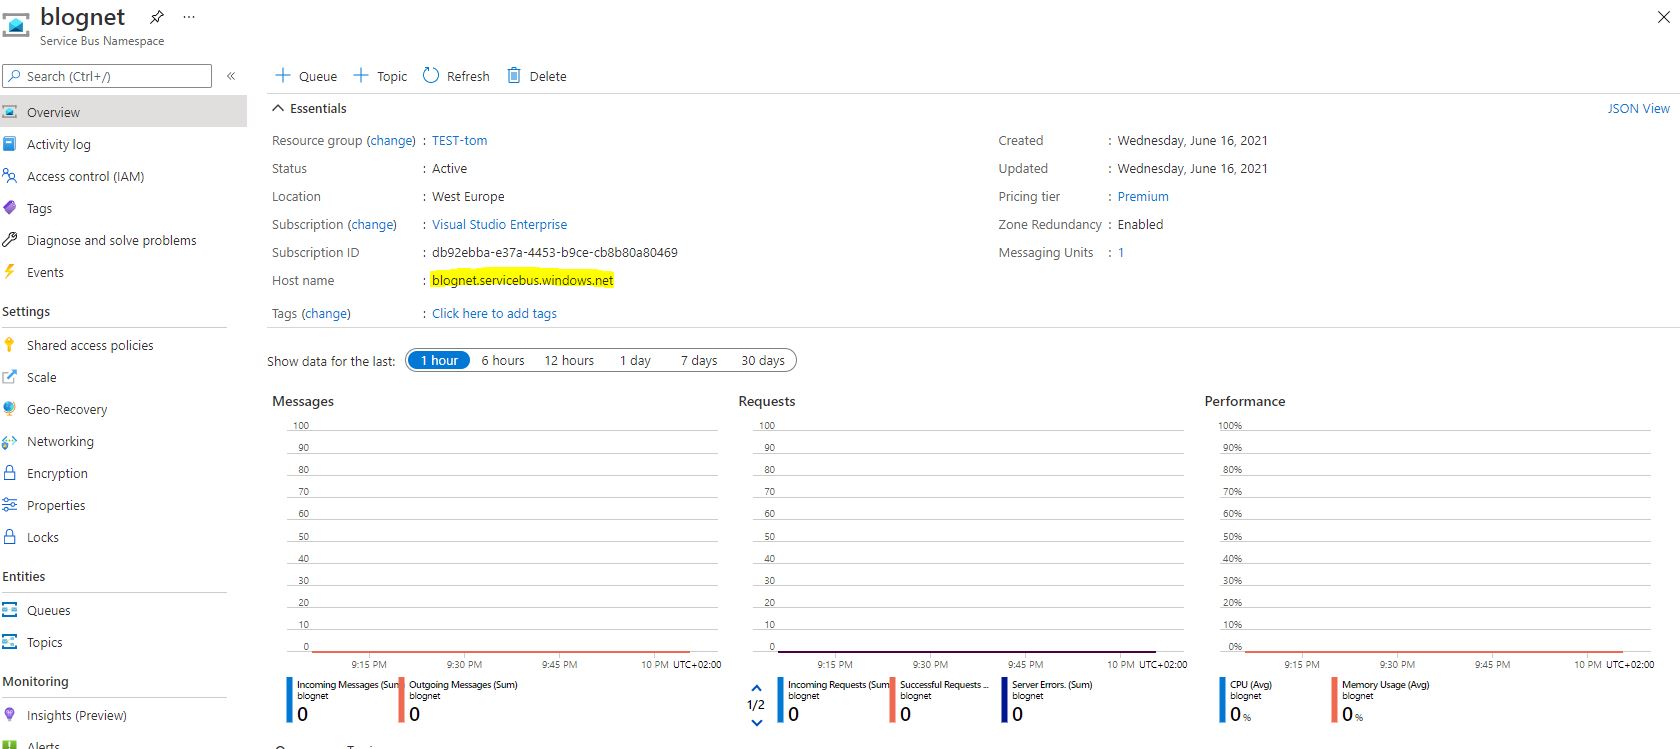 blognet
Service Bus Namespace
Search (Ctrl+/)
«
Overview
Activity log
Access control (IAM)
Tags
Diagnose and solve problems
Events
Settings
Shared access policies
Scale
Geo-Recovery
Networking
Encryption
Properties
Locks
Entities
Queues
Topics
Monitoring
Insights (Preview)
Alerts
Queue Topic Refresh Delete
Essentials JSON View
Resource group (change) : TEST-tom
Status : Active
Location : West Europe
Subscription (change) : Visual Studio Enterprise
Subscription ID : db92ebba-e37a-4453-b9ce-cb8b80a80469
Host name : blognet.servicebus.windows.net
Tags (change) : Click here to add tags
Created : Wednesday, June 16, 2021
Updated : Wednesday, June 16, 2021
Pricing tier : Premium
Zone Redundancy : Enabled
Messaging Units : 1
Show data for the last: 1 hour 6 hours 12 hours 1 day 7 days 30 days
Messages
100
90
80
70
60
50
40
30
20
10
0
9:15 PM 9:30 PM 9:45 PM 10 PM UTC+02:00
Incoming Messages (Sum
blognet
0
Outgoing Messages (Sum)
blognet
0
Requests
100
90
80
70
60
50
40
30
20
10
0
9:15 PM 9:30 PM 9:45 PM 10 PM UTC+02:00
1/2
Incoming Requests (Sum
blognet
0
Successful Requests ...
blognet
0
Server Errors. (Sum)
blognet
0
Performance
100%
90%
80%
70%
60%
50%
40%
30%
20%
10%
0%
9:15 PM 9:30 PM 9:45 PM 10 PM UTC+02:00
CPU (Avg)
blognet
0 %
Memory Usage (Avg)
blognet
0 %